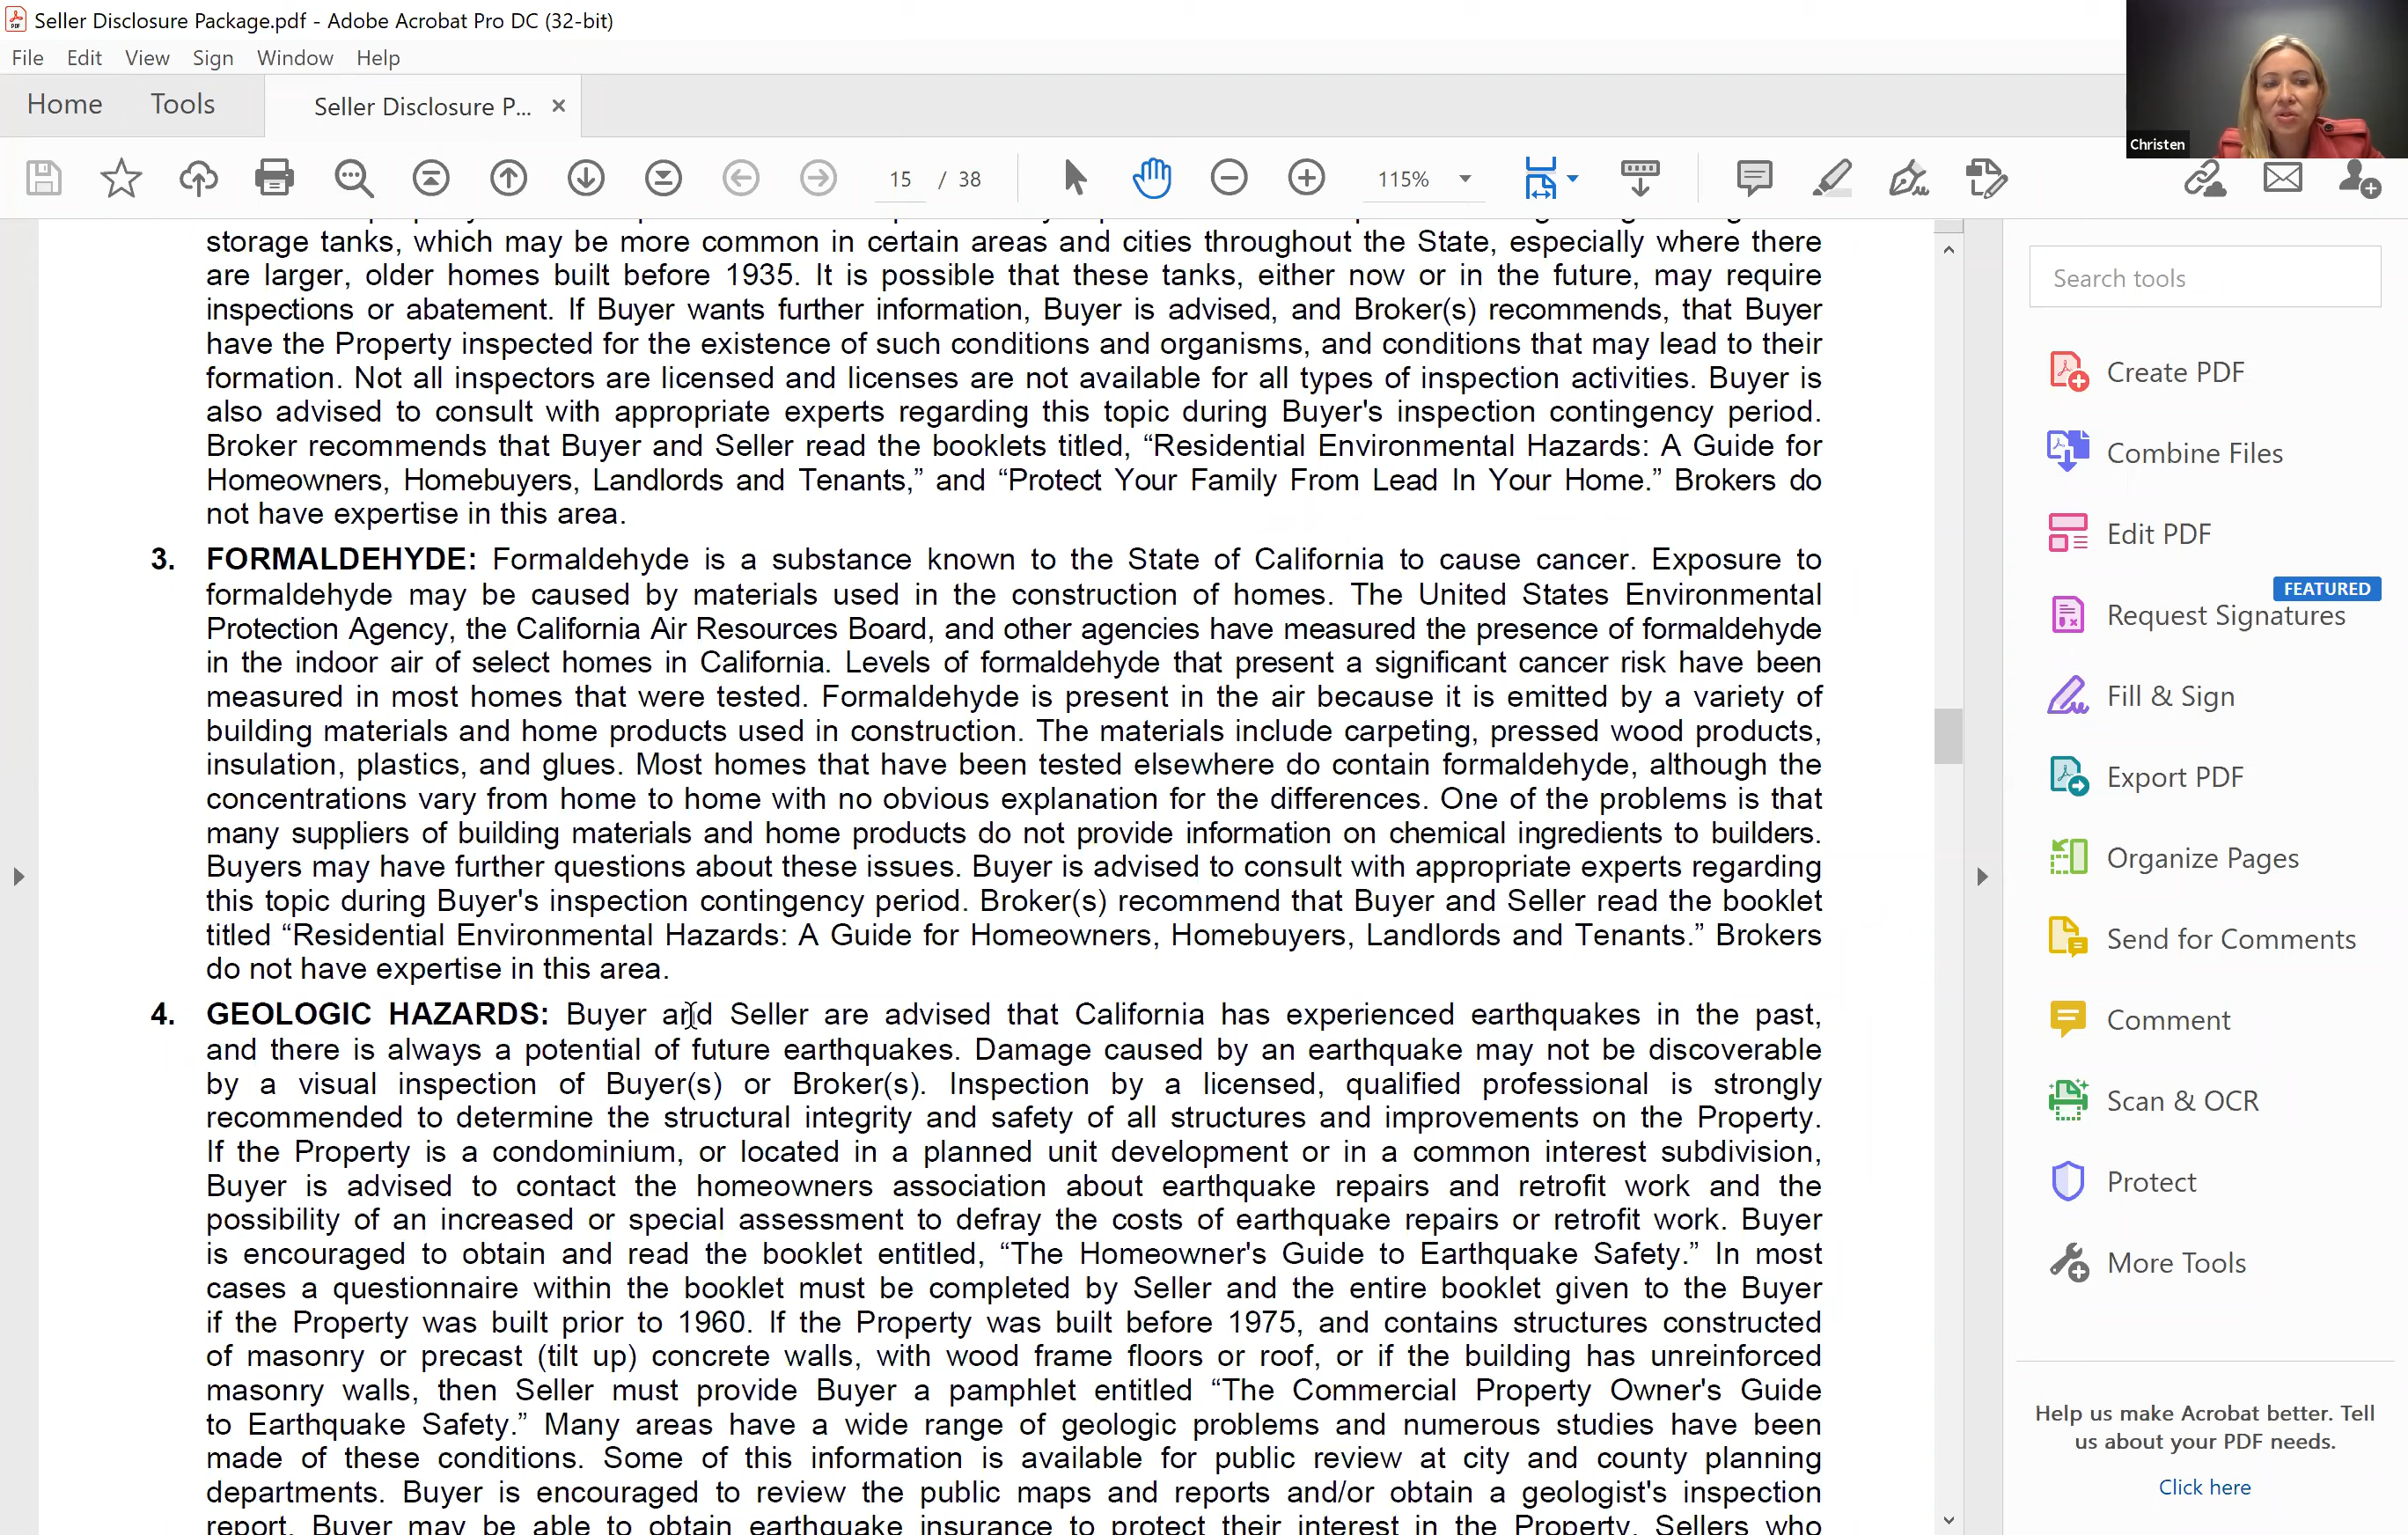 Seller Disclosure Package.pdf - Adobe Acrobat Pro DC (32-bit)
File Edit View Sign Window Help
Home Tools Seller Disclosure P... ×
15 / 38 115%
Christen
storage tanks, which may be more common in certain areas and cities throughout the State, especially where there
are larger, older homes built before 1935. It is possible that these tanks, either now or in the future, may require
inspections or abatement. If Buyer wants further information, Buyer is advised, and Broker(s) recommends, that Buyer
have the Property inspected for the existence of such conditions and organisms, and conditions that may lead to their
formation. Not all inspectors are licensed and licenses are not available for all types of inspection activities. Buyer is
also advised to consult with appropriate experts regarding this topic during Buyer's inspection contingency period.
Broker recommends that Buyer and Seller read the booklets titled, “Residential Environmental Hazards: A Guide for
Homeowners, Homebuyers, Landlords and Tenants,” and “Protect Your Family From Lead In Your Home.” Brokers do
not have expertise in this area.
3. FORMALDEHYDE: Formaldehyde is a substance known to the State of California to cause cancer. Exposure to
formaldehyde may be caused by materials used in the construction of homes. The United States Environmental
Protection Agency, the California Air Resources Board, and other agencies have measured the presence of formaldehyde
in the indoor air of select homes in California. Levels of formaldehyde that present a significant cancer risk have been
measured in most homes that were tested. Formaldehyde is present in the air because it is emitted by a variety of
building materials and home products used in construction. The materials include carpeting, pressed wood products,
insulation, plastics, and glues. Most homes that have been tested elsewhere do contain formaldehyde, although the
concentrations vary from home to home with no obvious explanation for the differences. One of the problems is that
many suppliers of building materials and home products do not provide information on chemical ingredients to builders.
Buyers may have further questions about these issues. Buyer is advised to consult with appropriate experts regarding
this topic during Buyer's inspection contingency period. Broker(s) recommend that Buyer and Seller read the booklet
titled “Residential Environmental Hazards: A Guide for Homeowners, Homebuyers, Landlords and Tenants.” Brokers
do not have expertise in this area.
4. GEOLOGIC HAZARDS: Buyer and Seller are advised that California has experienced earthquakes in the past,
and there is always a potential of future earthquakes. Damage caused by an earthquake may not be discoverable
by a visual inspection of Buyer(s) or Broker(s). Inspection by a licensed, qualified professional is strongly
recommended to determine the structural integrity and safety of all structures and improvements on the Property.
If the Property is a condominium, or located in a planned unit development or in a common interest subdivision,
Buyer is advised to contact the homeowners association about earthquake repairs and retrofit work and the
possibility of an increased or special assessment to defray the costs of earthquake repairs or retrofit work. Buyer
is encouraged to obtain and read the booklet entitled, “The Homeowner's Guide to Earthquake Safety.” In most
cases a questionnaire within the booklet must be completed by Seller and the entire booklet given to the Buyer
if the Property was built prior to 1960. If the Property was built before 1975, and contains structures constructed
of masonry or precast (tilt up) concrete walls, with wood frame floors or roof, or if the building has unreinforced
masonry walls, then Seller must provide Buyer a pamphlet entitled “The Commercial Property Owner's Guide
to Earthquake Safety.” Many areas have a wide range of geologic problems and numerous studies have been
made of these conditions. Some of this information is available for public review at city and county planning
departments. Buyer is encouraged to review the public maps and reports and/or obtain a geologist's inspection
report. Buyer may be able to obtain earthquake insurance to protect their interest in the Property. Sellers who
Search tools
Create PDF
Combine Files
Edit PDF
FEATURED
Request Signatures
Fill & Sign
Export PDF
Organize Pages
Send for Comments
Comment
Scan & OCR
Protect
More Tools
Help us make Acrobat better. Tell
us about your PDF needs.
Click here